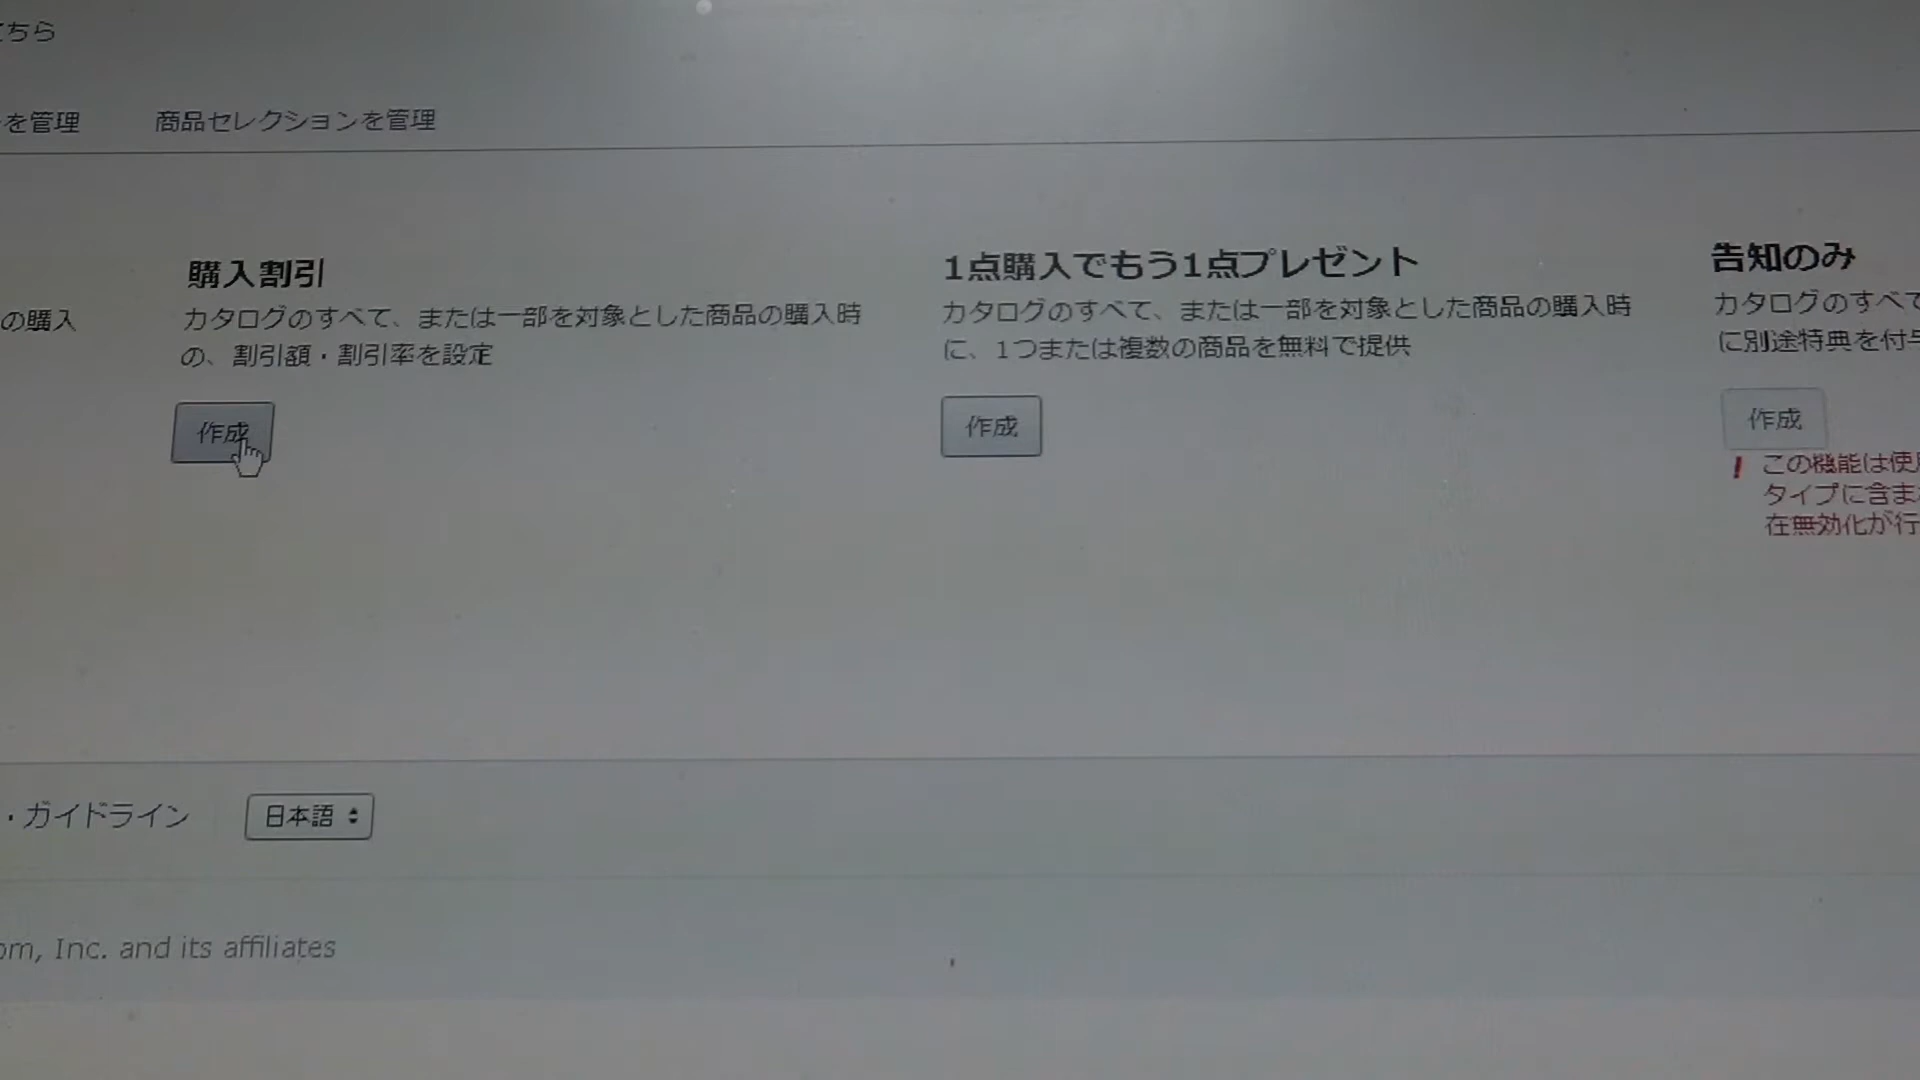 ちら
を管理 商品セレクションを管理
の購入
購入割引
カタログのすべて、または一部を対象とした商品の購入時
の、割引額・割引率を設定
作成
1点購入でもう1点プレゼント
カタログのすべて、または一部を対象とした商品の購入時
に、1つまたは複数の商品を無料で提供
作成
告知のみ
カタログのすべて
に別途特典を付与
作成
! この機能は使
タイプに含ま
在無効化が行
・ガイドライン 日本語
om, Inc. and its affiliates